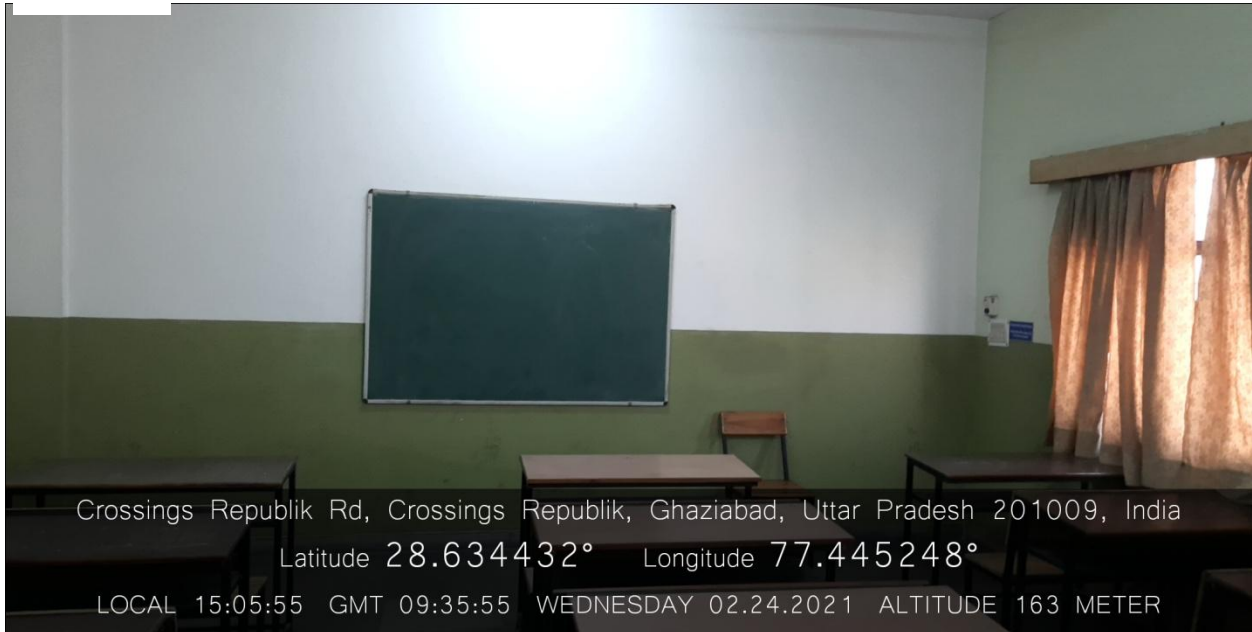 Crossings Republik Rd, Crossings Republik, Ghaziabad, Uttar Pradesh 201009, India
Latitude 28.634432° Longitude 77.445248°
LOCAL 15:05:55 GMT 09:35:55 WEDNESDAY 02.24.2021 ALTITUDE 163 METER